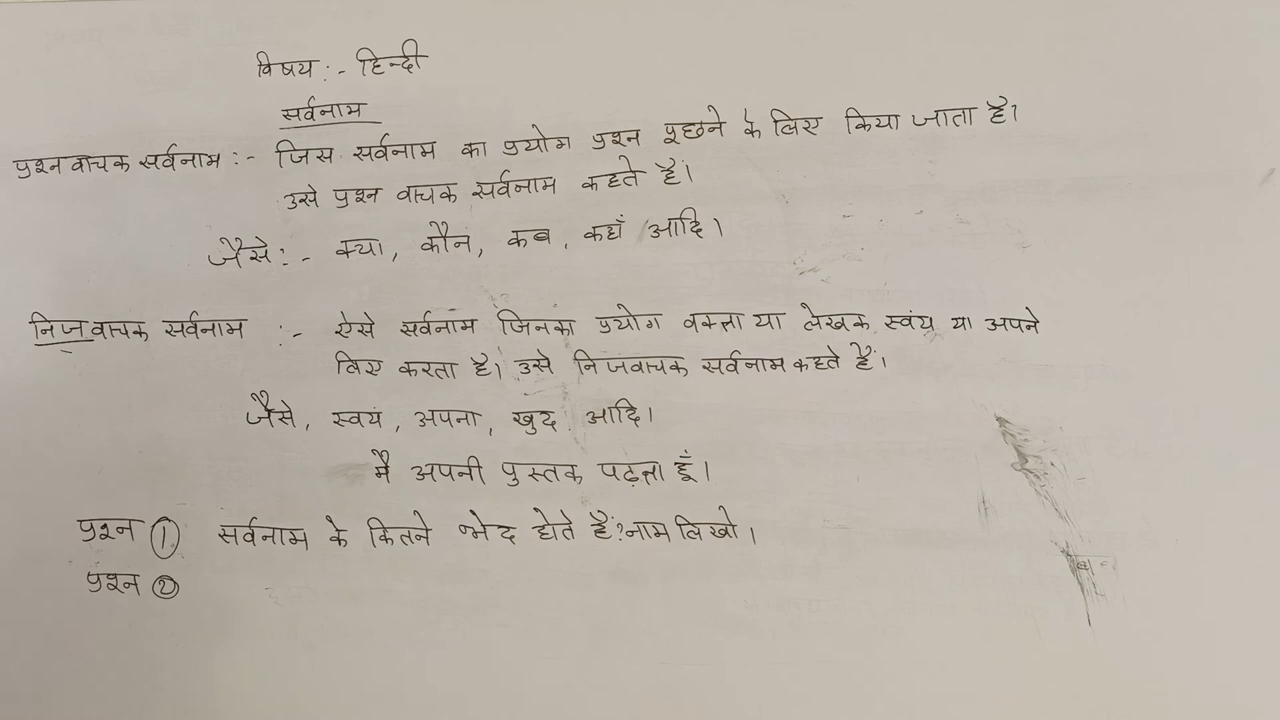 विषय :- हिन्दी
सर्वनाम
प्रश्न वाचक सर्वनाम :- जिस सर्वनाम का प्रयोग प्रश्न पूछने के लिए किया जाता है।
उसे प्रश्न वाचक सर्वनाम कहते हैं।
जैसे :- क्या, कौन, कब, कहाँ आदि।
निजवाचक सर्वनाम :- ऐसे सर्वनाम जिनका प्रयोग वक्ता या लेखक स्वंय या अपने
लिए करता है। उसे निजवाचक सर्वनाम कहते हैं।
जैसे, स्वयं, अपना, खुद आदि।
मैं अपनी पुस्तक पढ़ता हूँ।
प्रश्न ① सर्वनाम के कितने भेद होते हैं? नाम लिखो।
प्रश्न ②